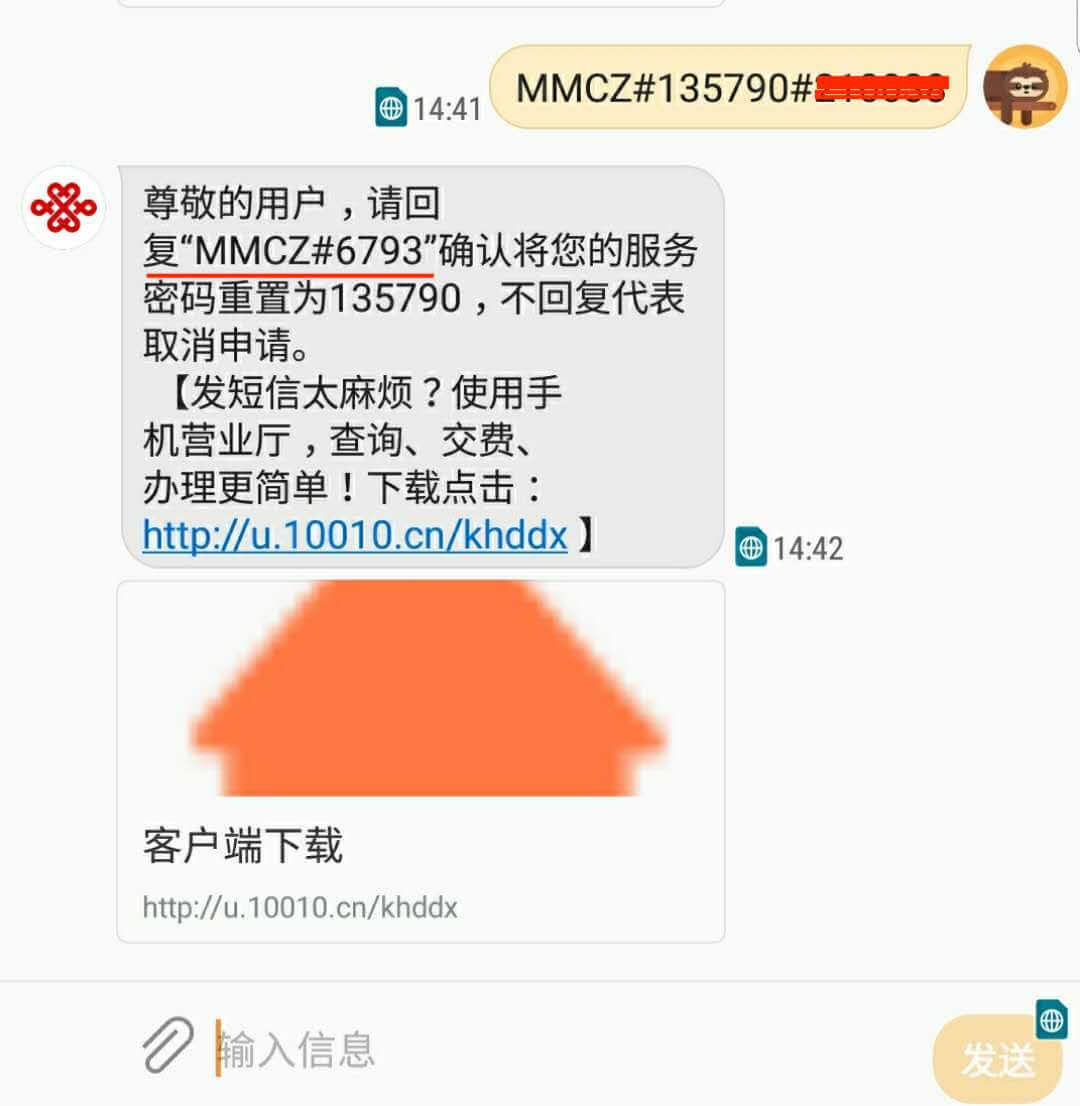 MMCZ#135790#
14:41
尊敬的用户，请回
复“MMCZ#6793”确认将您的服务
密码重置为135790，不回复代表
取消申请。
【发短信太麻烦？使用手
机营业厅，查询、交费、
办理更简单！下载点击：
http://u.10010.cn/khddx 】
14:42
客户端下载
http://u.10010.cn/khddx
输入信息
发送